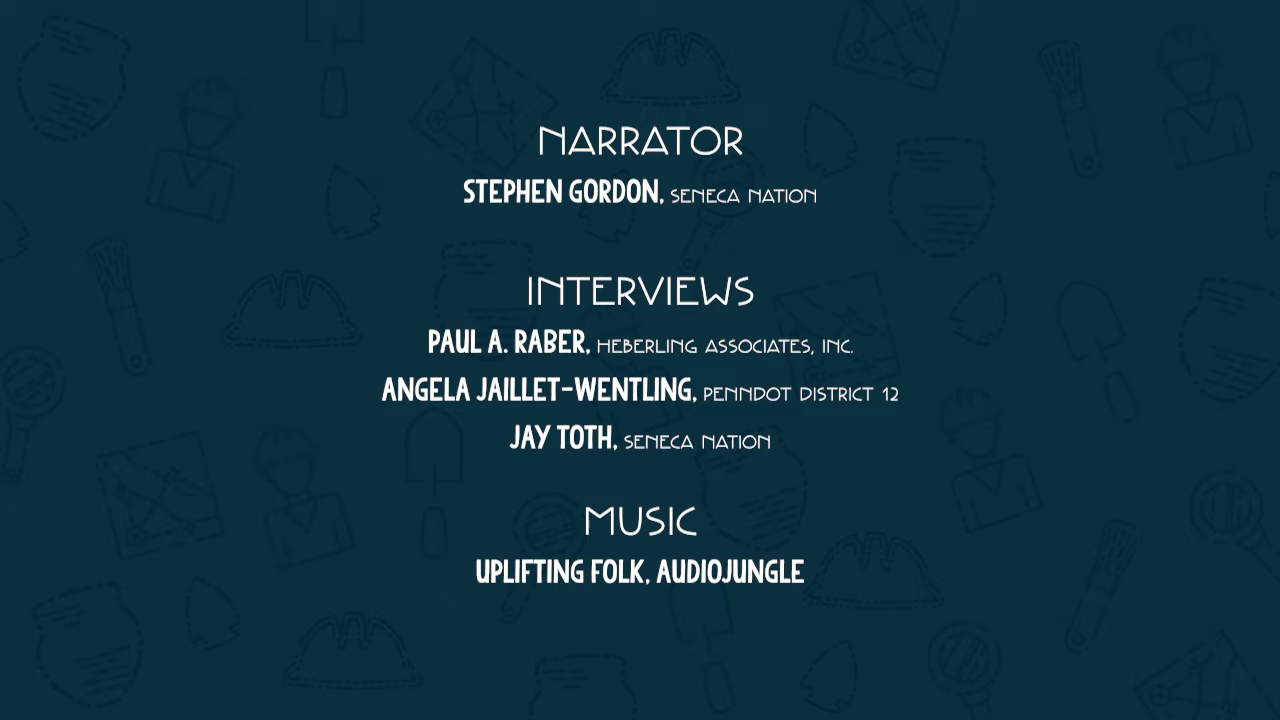 NARRATOR
STEPHEN GORDON, SENECA NATION
INTERVIEWS
PAUL A. RABER, HEBERLING ASSOCIATES, INC.
ANGELA JAILLET-WENTLING, PENNDOT DISTRICT 12
JAY TOTH, SENECA NATION
MUSIC
UPLIFTING FOLK, AUDIOJUNGLE